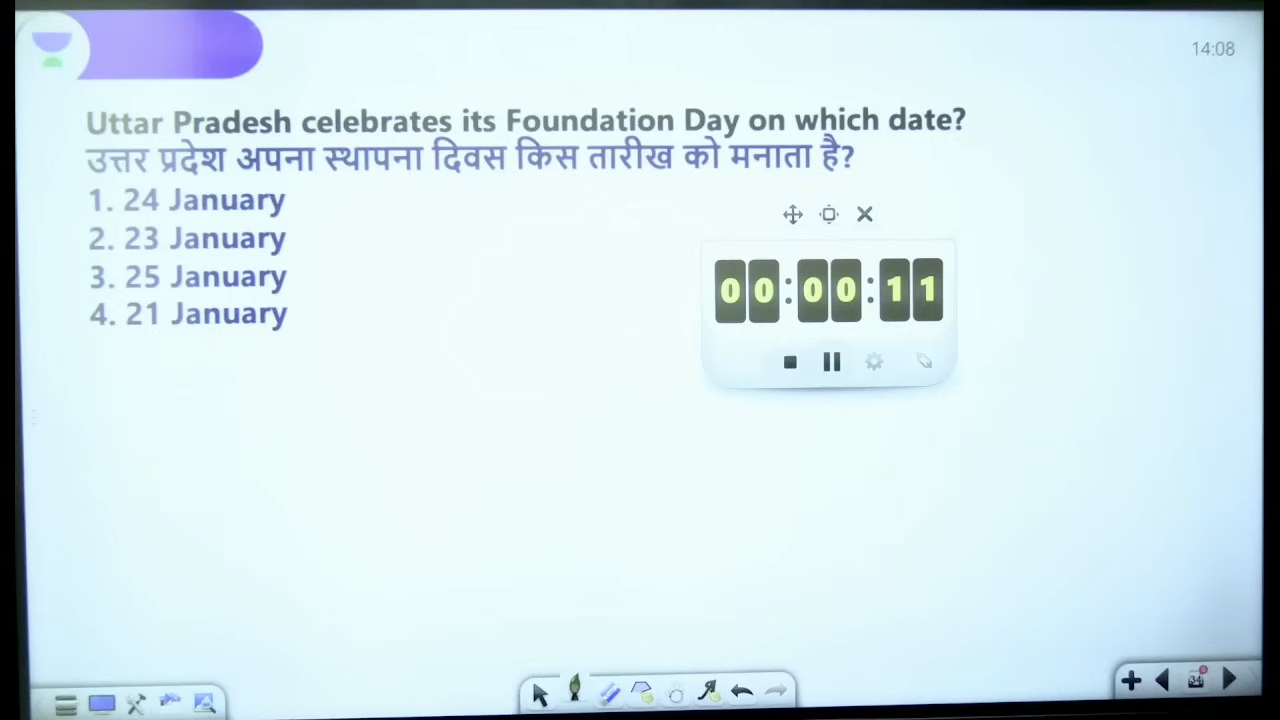 14:08
Uttar Pradesh celebrates its Foundation Day on which date?
उत्तर प्रदेश अपना स्थापना दिवस किस तारीख को मनाता है?
1. 24 January
2. 23 January
3. 25 January
4. 21 January
00:00:11
34